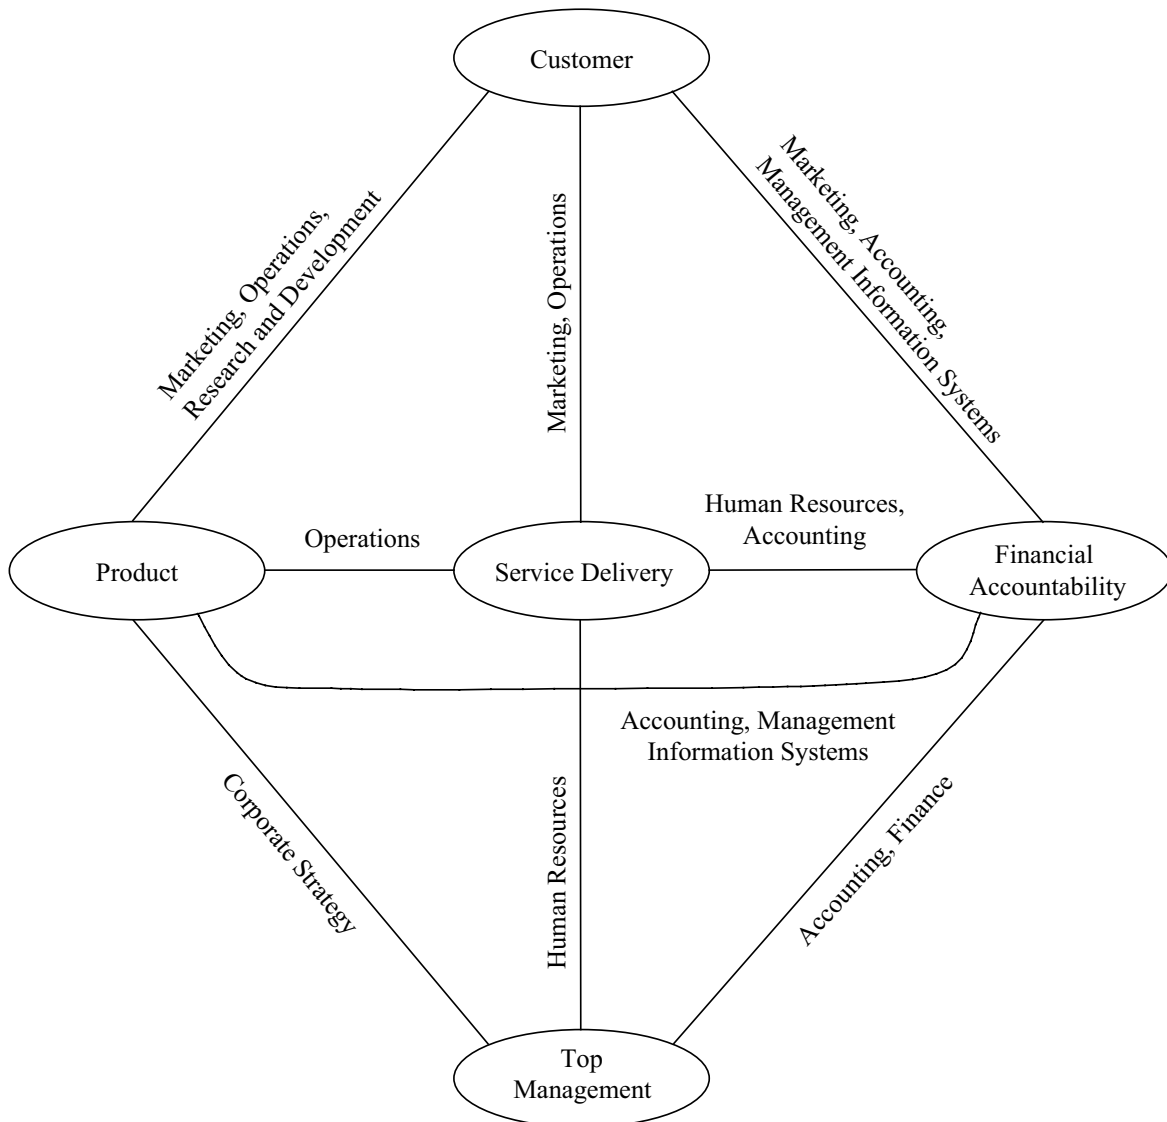 Customer
Marketing, Operations,
Research and Development
Marketing, Operations
Marketing, Accounting,
Management Information Systems
Product
Operations
Service Delivery
Human Resources,
Accounting
Financial
Accountability
Accounting, Management
Information Systems
Corporate Strategy
Human Resources
Accounting, Finance
Top
Management